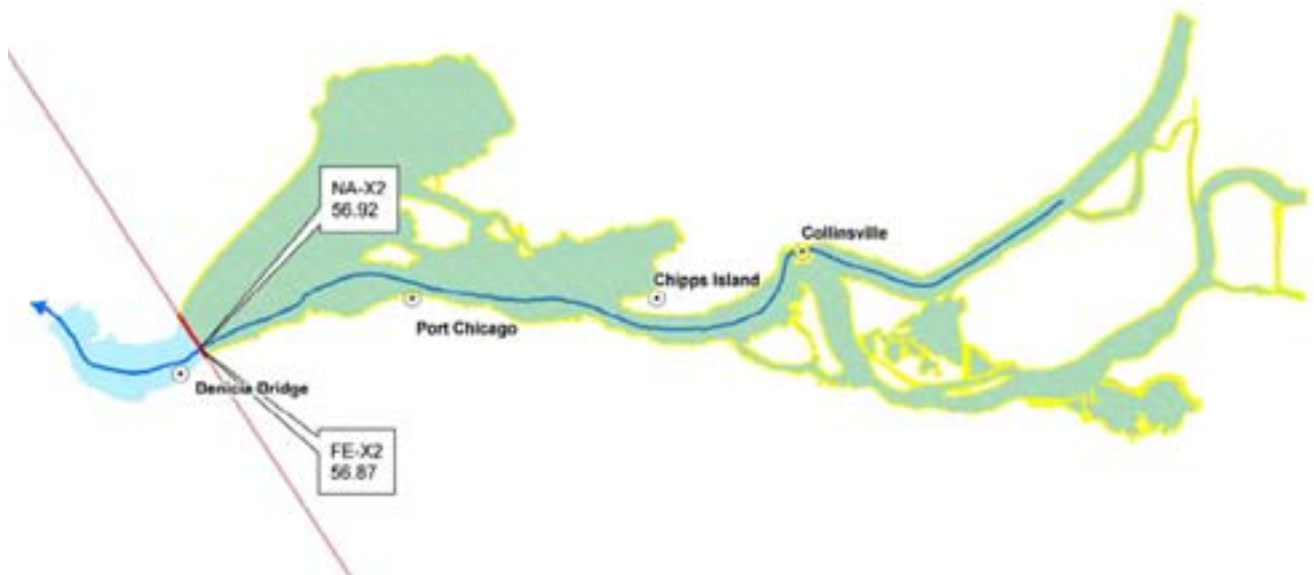 NA-X2
56.92
Collinsville
Chipps Island
Port Chicago
Benicia Bridge
FE-X2
56.87